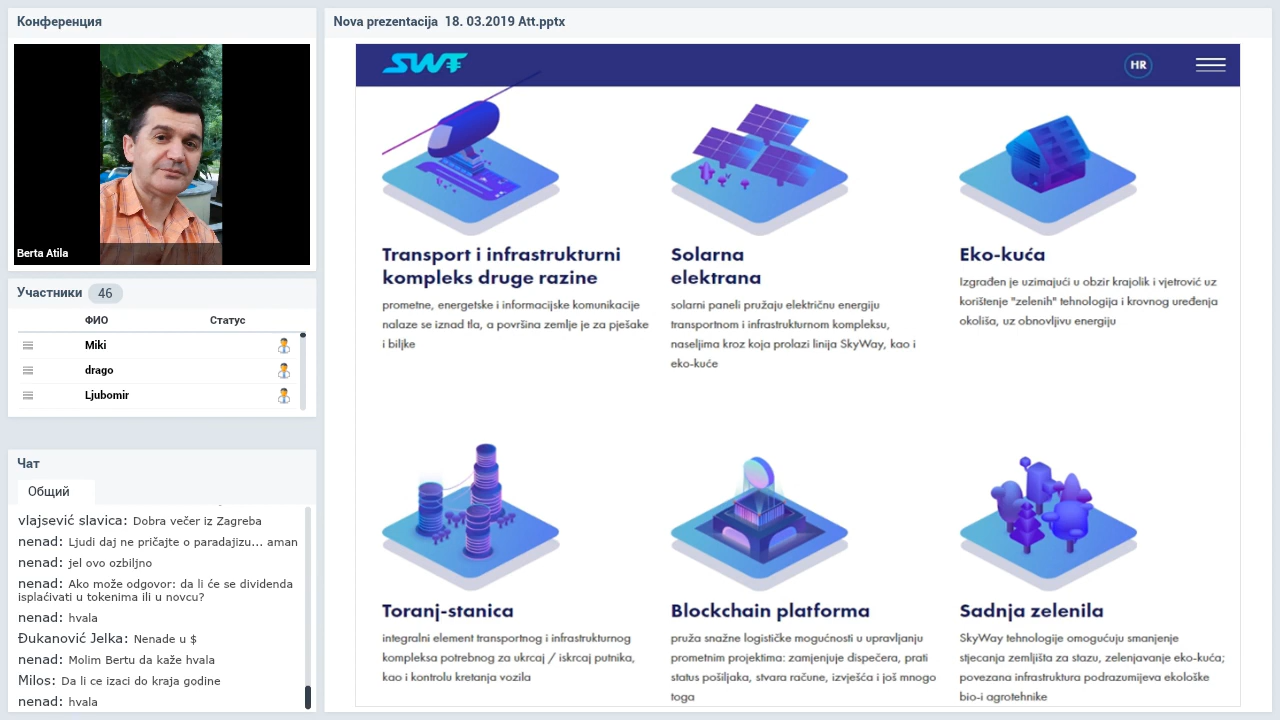 Конференция
Berta Atila
Участники 46
ФИО Статус
Miki
drago
Ljubomir
Чат
Общий
vlajsević slavica: Dobra večer iz Zagreba
nenad: Ljudi daj ne pričajte o paradajizu... aman
nenad: jel ovo ozbiljno
nenad: Ako može odgovor: da li će se dividenda
isplaćivati u tokenima ili u novcu?
nenad: hvala
Đukanović Jelka: Nenade u $
nenad: Molim Bertu da kaže hvala
Milos: Da li ce izaci do kraja godine
nenad: hvala
Nova prezentacija 18. 03.2019 Att.pptx
SWT
HR
Transport i infrastrukturni
kompleks druge razine
prometne, energetske i informacijske komunikacije
nalaze se iznad tla, a površina zemlje je za pješake
i biljke
Solarna
elektrana
solarni paneli pružaju električnu energiju
transportnom i infrastrukturnom kompleksu,
naseljima kroz koja prolazi linija SkyWay, kao i
eko-kuće
Eko-kuća
Izgrađen je uzimajući u obzir krajolik i vjetrović uz
korištenje "zelenih" tehnologija i krovnog uređenja
okoliša, uz obnovljivu energiju
Toranj-stanica
integralni element transportnog i infrastrukturnog
kompleksa potrebnog za ukrcaj / iskrcaj putnika,
kao i kontrolu kretanja vozila
Blockchain platforma
pruža snažne logističke mogućnosti u upravljanju
prometnim projektima: zamjenjuje dispečera, prati
status pošiljaka, stvara račune, izvješća i još mnogo
toga
Sadnja zelenila
SkyWay tehnologije omogućuju smanjenje
stjecanja zemljišta za stazu, zelenjavanje eko-kuća;
povezana infrastruktura podrazumijeva ekološke
bio-i agrotehnike